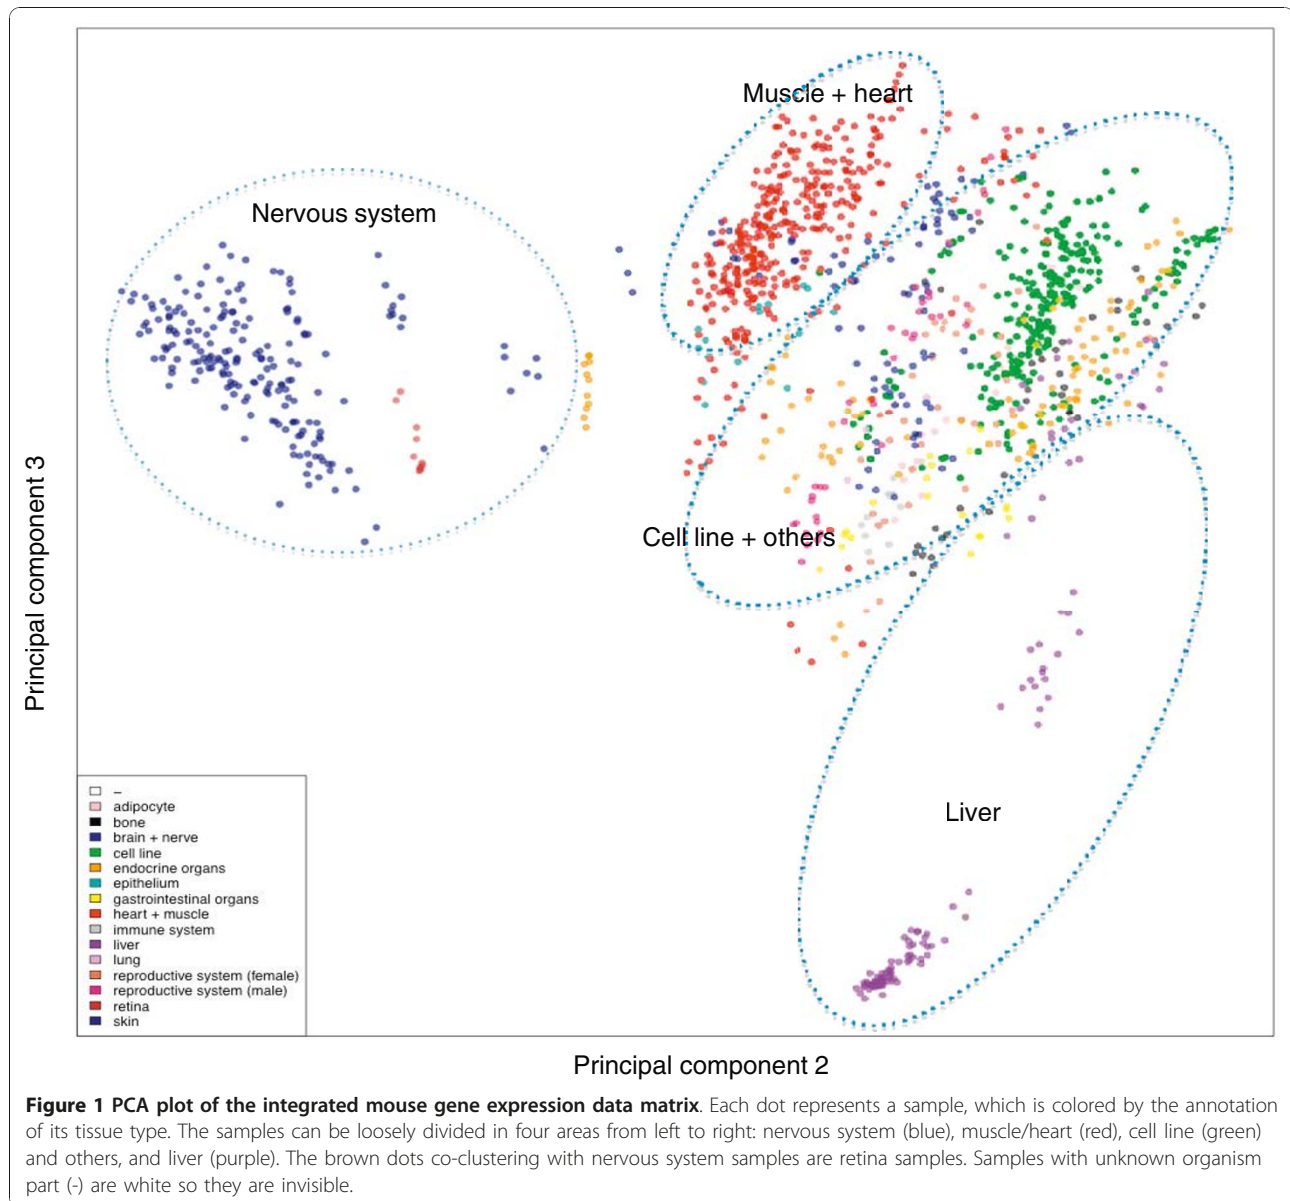 Muscle + heart
Nervous system
Cell line + others
Liver
Principal component 3
–
adipocyte
bone
brain + nerve
cell line
endocrine organs
epithelium
gastrointestinal organs
heart + muscle
immune system
liver
lung
reproductive system (female)
reproductive system (male)
retina
skin
Principal component 2
Figure 1 PCA plot of the integrated mouse gene expression data matrix. Each dot represents a sample, which is colored by the annotation
of its tissue type. The samples can be loosely divided in four areas from left to right: nervous system (blue), muscle/heart (red), cell line (green)
and others, and liver (purple). The brown dots co-clustering with nervous system samples are retina samples. Samples with unknown organism
part (-) are white so they are invisible.